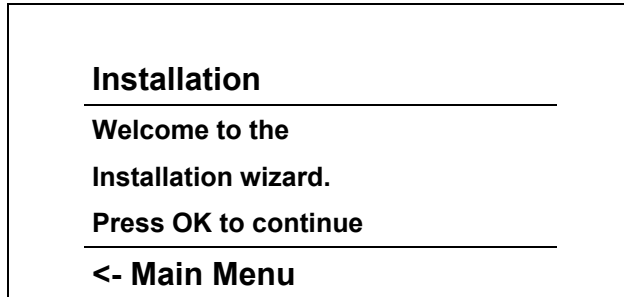 Installation
Welcome to the
Installation wizard.
Press OK to continue
<- Main Menu